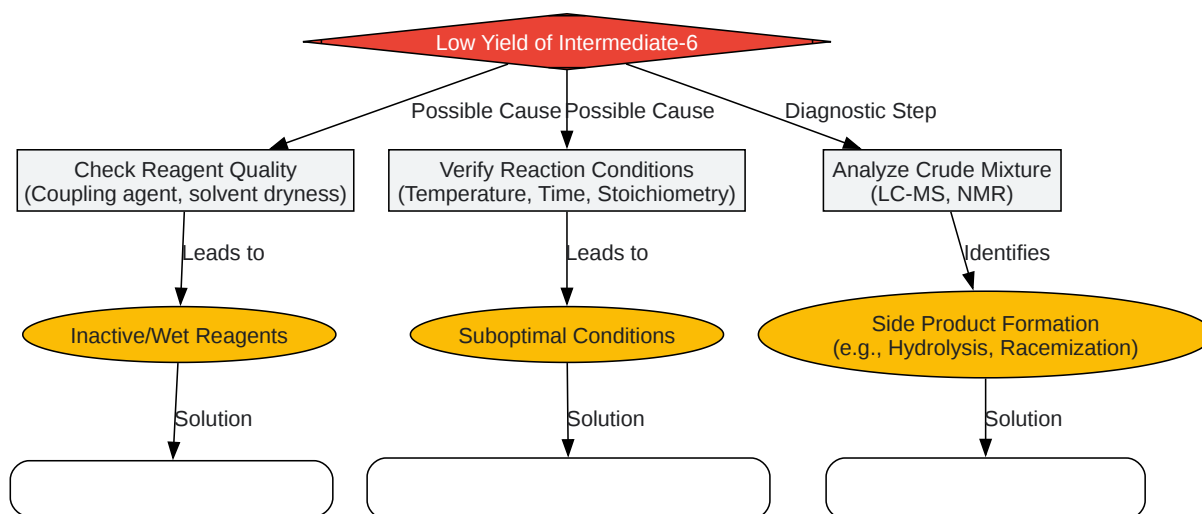 Low Yield of Intermediate-6
Possible Cause
Possible Cause
Diagnostic Step
Check Reagent Quality
(Coupling agent, solvent dryness)
Verify Reaction Conditions
(Temperature, Time, Stoichiometry)
Analyze Crude Mixture
(LC-MS, NMR)
Leads to
Leads to
Identifies
Inactive/Wet Reagents
Suboptimal Conditions
Side Product Formation
(e.g., Hydrolysis, Racemization)
Solution
Solution
Solution